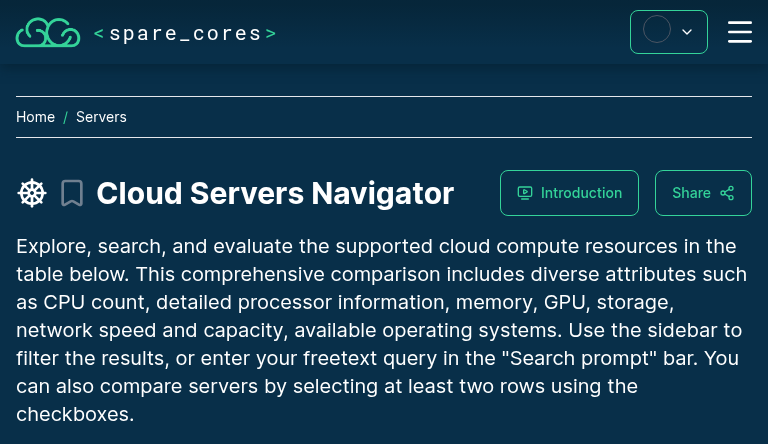 <spare_cores>
Home / Servers
Cloud Servers Navigator
Introduction
Share
Explore, search, and evaluate the supported cloud compute resources in the
table below. This comprehensive comparison includes diverse attributes such
as CPU count, detailed processor information, memory, GPU, storage,
network speed and capacity, available operating systems. Use the sidebar to
filter the results, or enter your freetext query in the "Search prompt" bar. You
can also compare servers by selecting at least two rows using the
checkboxes.